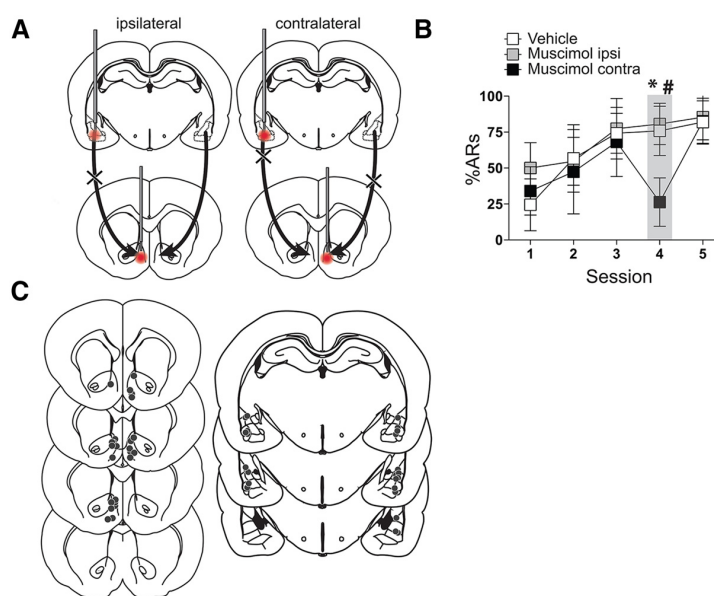 A
ipsilateral
contralateral
B
Vehicle
Muscimol ipsi
Muscimol contra
* #
100
75
50
25
0
%ARs
1 2 3 4 5
Session
C